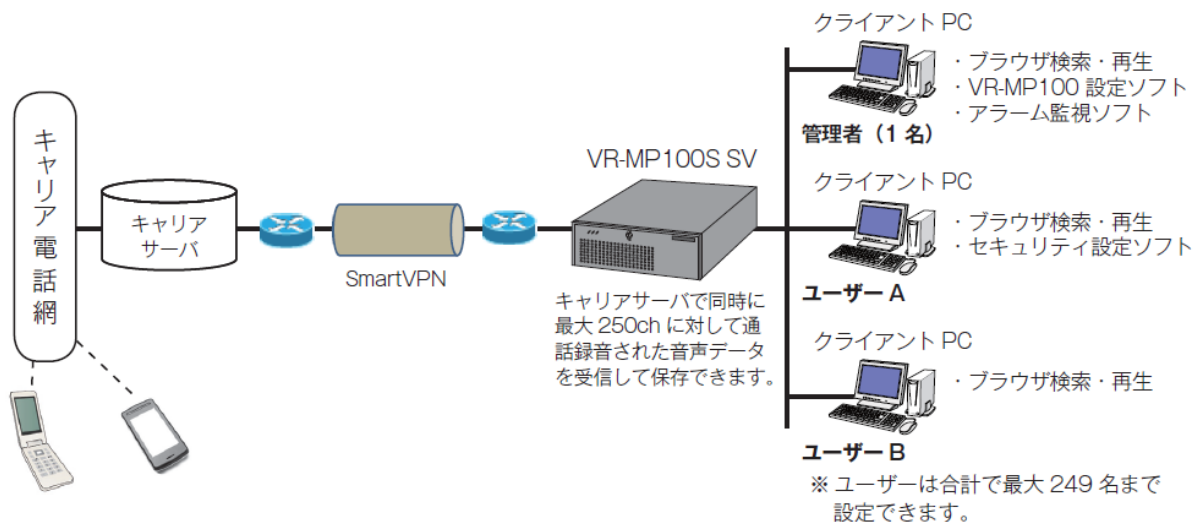 キャリア電話網
キャリア
サーバ
SmartVPN
VR-MP100S SV
キャリアサーバで同時に
最大 250ch に対して通
話録音された音声データ
を受信して保存できます。
クライアント PC
・ブラウザ検索・再生
・VR-MP100 設定ソフト
・アラーム監視ソフト
管理者（1 名）
クライアント PC
・ブラウザ検索・再生
・セキュリティ設定ソフト
ユーザー A
クライアント PC
・ブラウザ検索・再生
ユーザー B
※ ユーザーは合計で最大 249 名まで
設定できます。